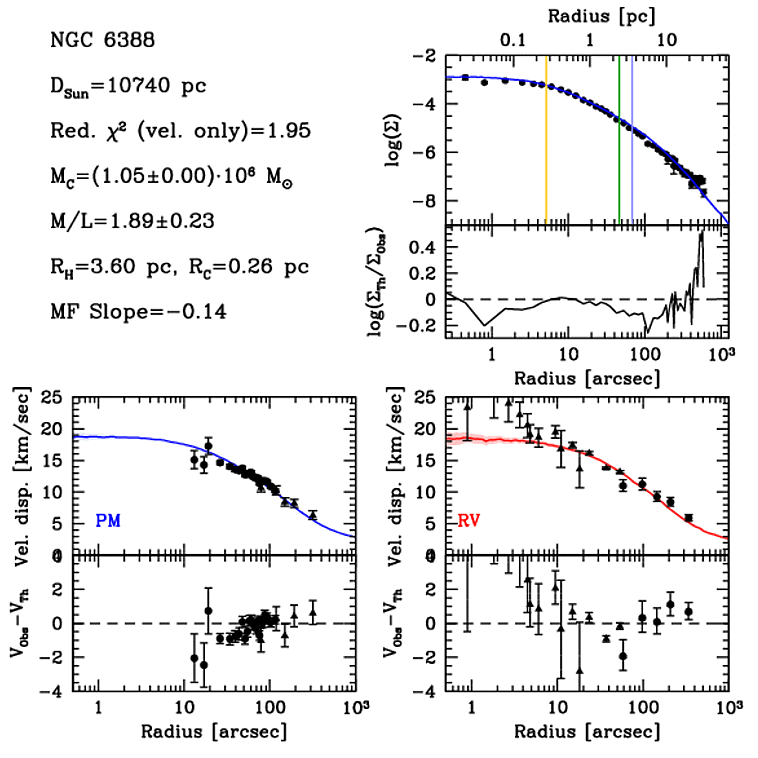 NGC 6388
D_Sun=10740 pc
Red. χ² (vel. only)=1.95
M_C=(1.05±0.00)·10⁶ M_⊙
M/L=1.89±0.23
R_H=3.60 pc, R_C=0.26 pc
MF Slope=−0.14
Radius [pc]
0.1 1 10
−2
−4
−6
−8
log(Σ)
0.4
0.2
0
−0.2
log(Σ_Th/Σ_Obs)
1 10 100 10³
Radius [arcsec]
25
20
15
10
5
0
Vel. disp. [km/sec]
PM
4
2
0
−2
−4
V_Obs−V_Th
1 10 100 10³
Radius [arcsec]
25
20
15
10
5
0
Vel. disp. [km/sec]
RV
4
2
0
−2
−4
V_Obs−V_Th
1 10 100 10³
Radius [arcsec]